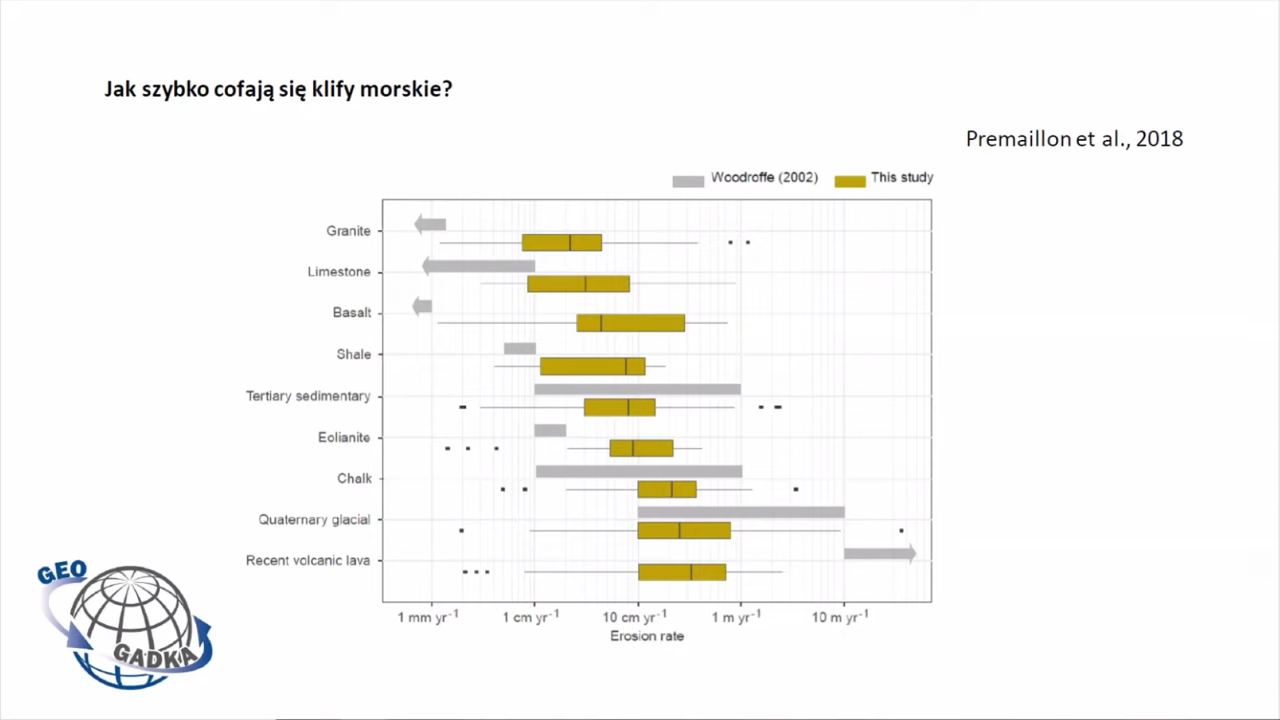 Jak szybko cofają się klify morskie?
Premaillon et al., 2018
Woodroffe (2002) This study
Granite
Limestone
Basalt
Shale
Tertiary sedimentary
Eolianite
Chalk
Quaternary glacial
Recent volcanic lava
1 mm yr⁻¹ 1 cm yr⁻¹ 10 cm yr⁻¹ 1 m yr⁻¹ 10 m yr⁻¹
Erosion rate
GEO
GADKA